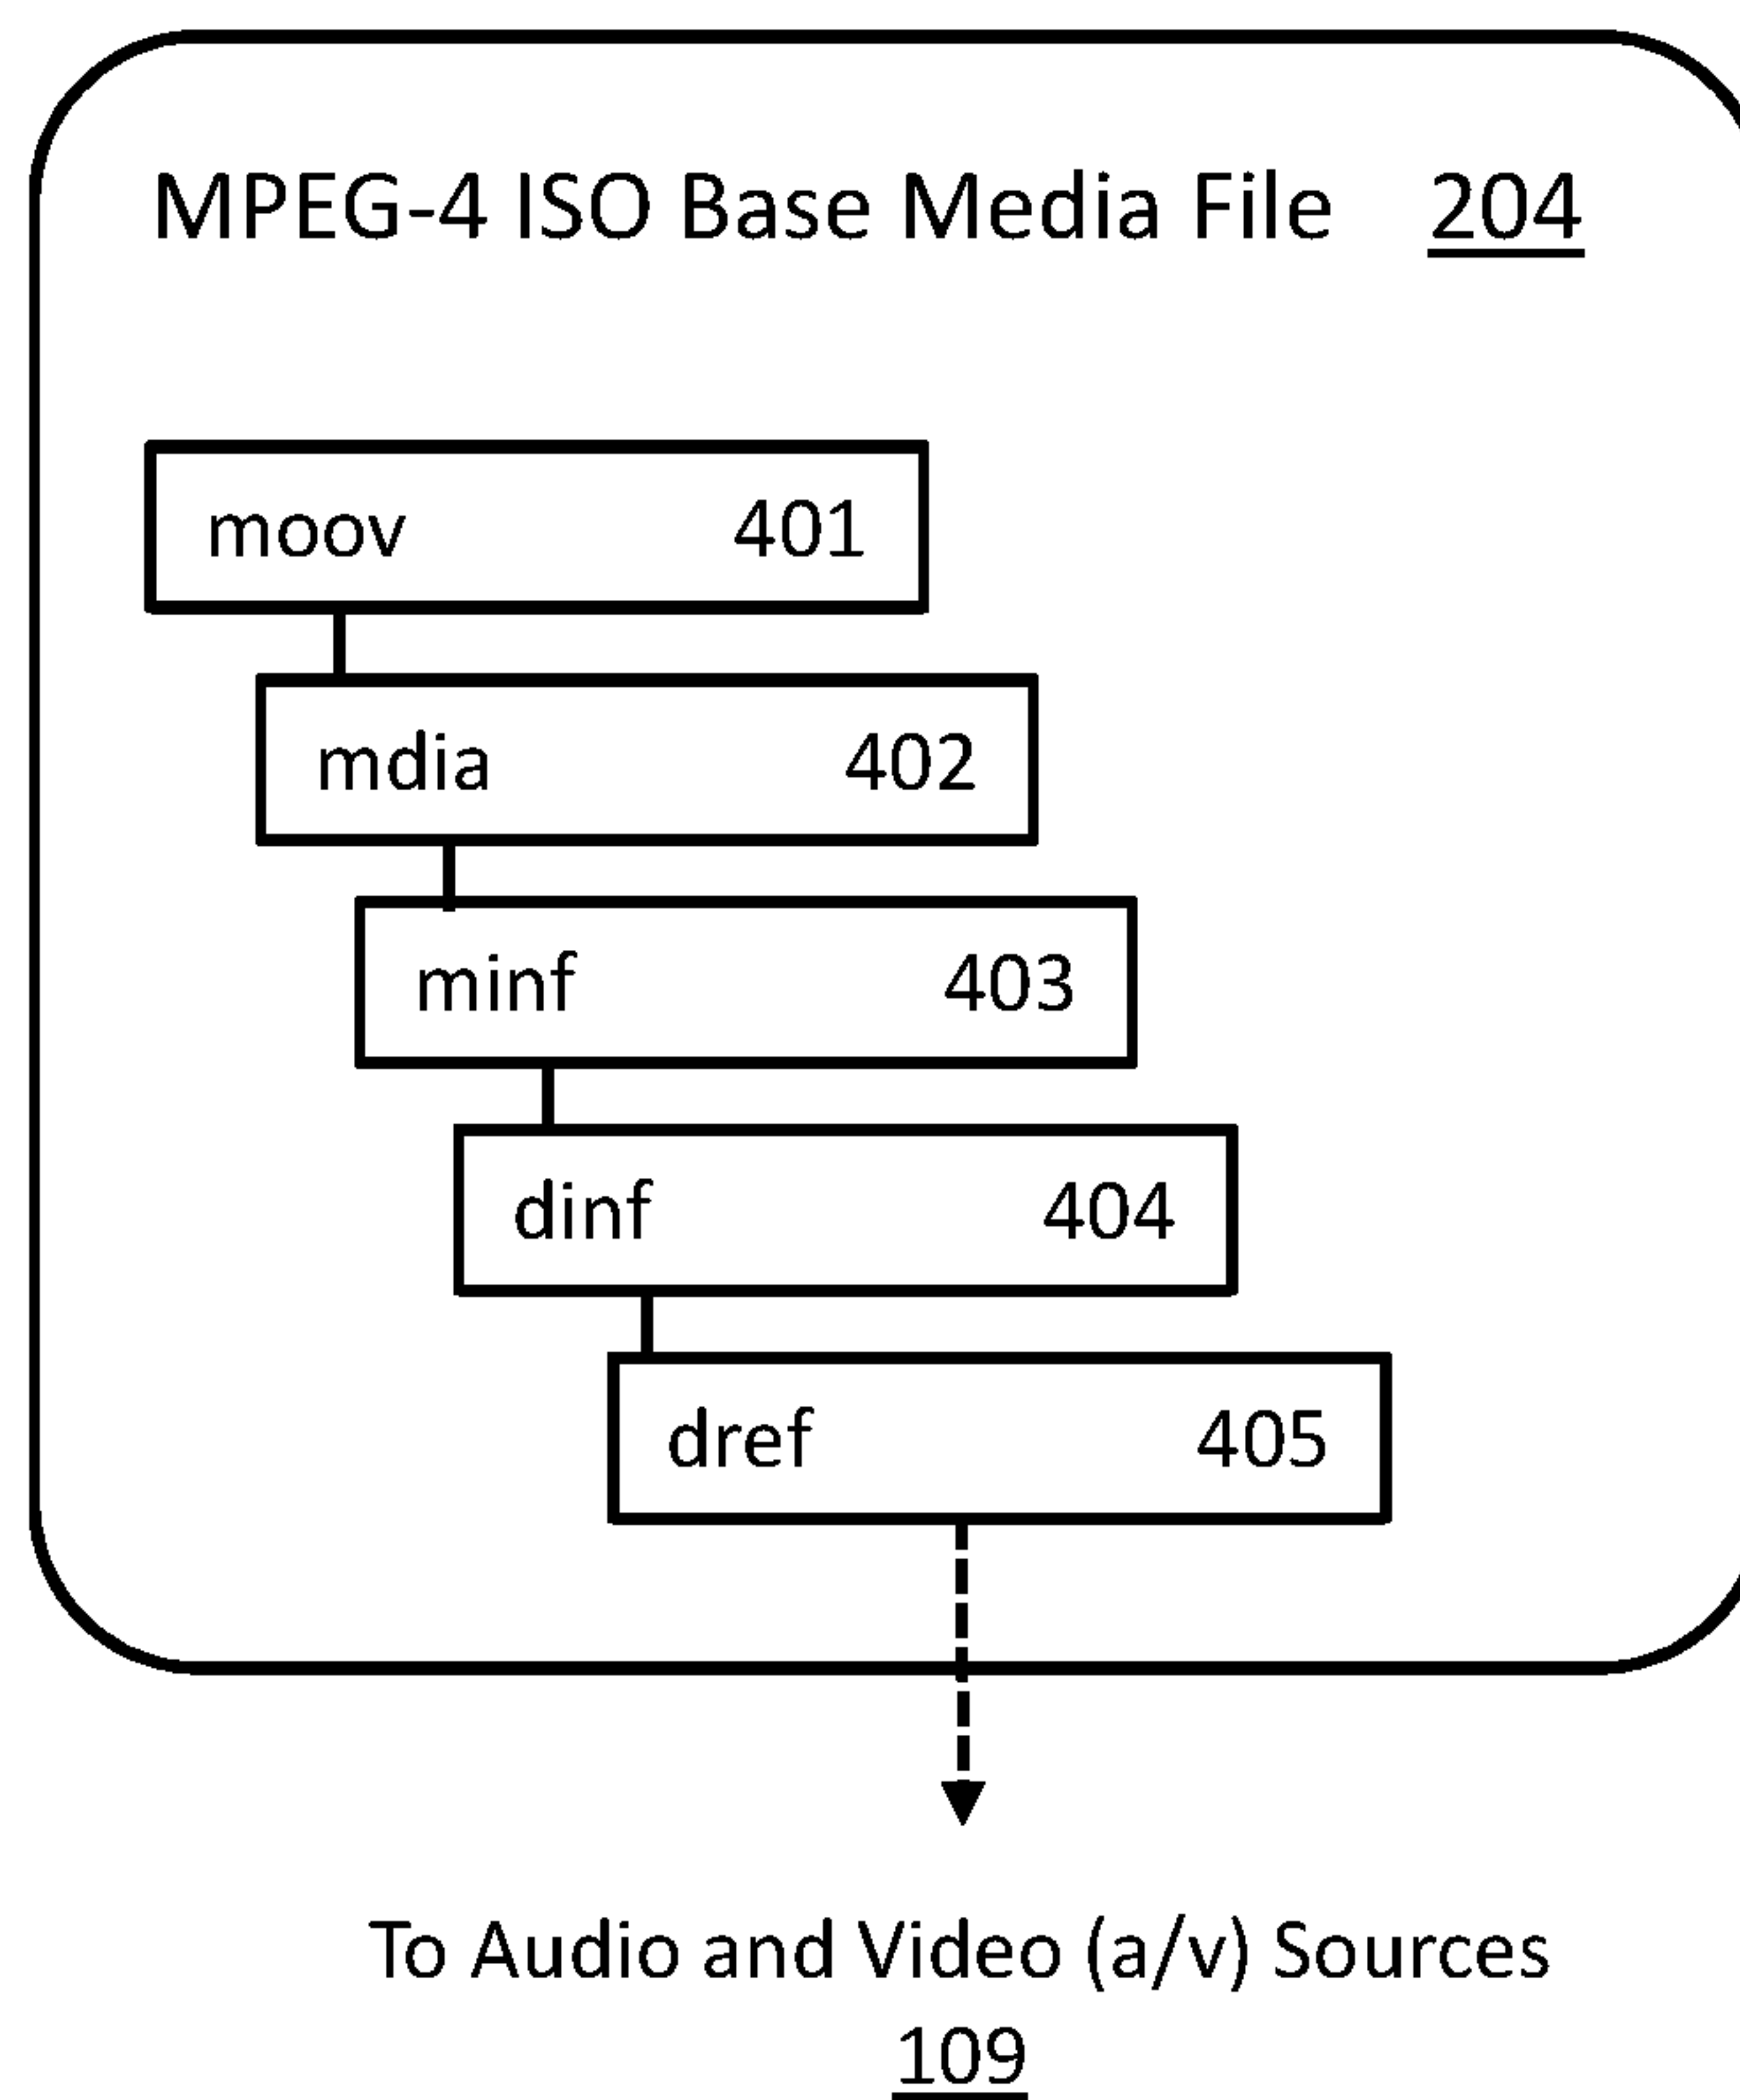 MPEG-4 ISO Base Media File 204
moov 401
mdia 402
minf 403
dinf 404
dref 405
To Audio and Video (a/v) Sources
109